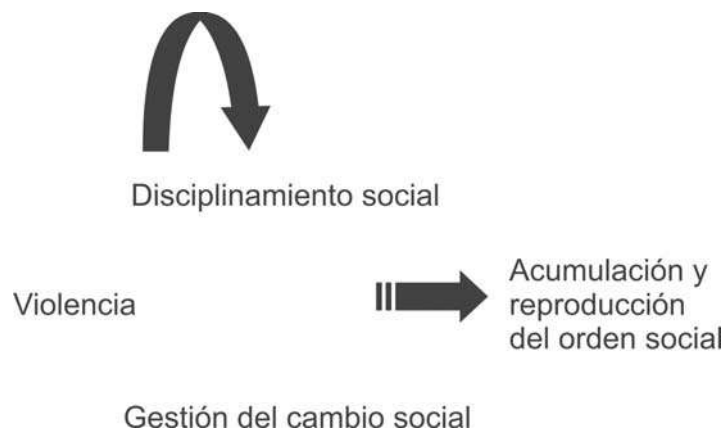 Disciplinamiento social
Violencia
Acumulación y
reproducción
del orden social
Gestión del cambio social